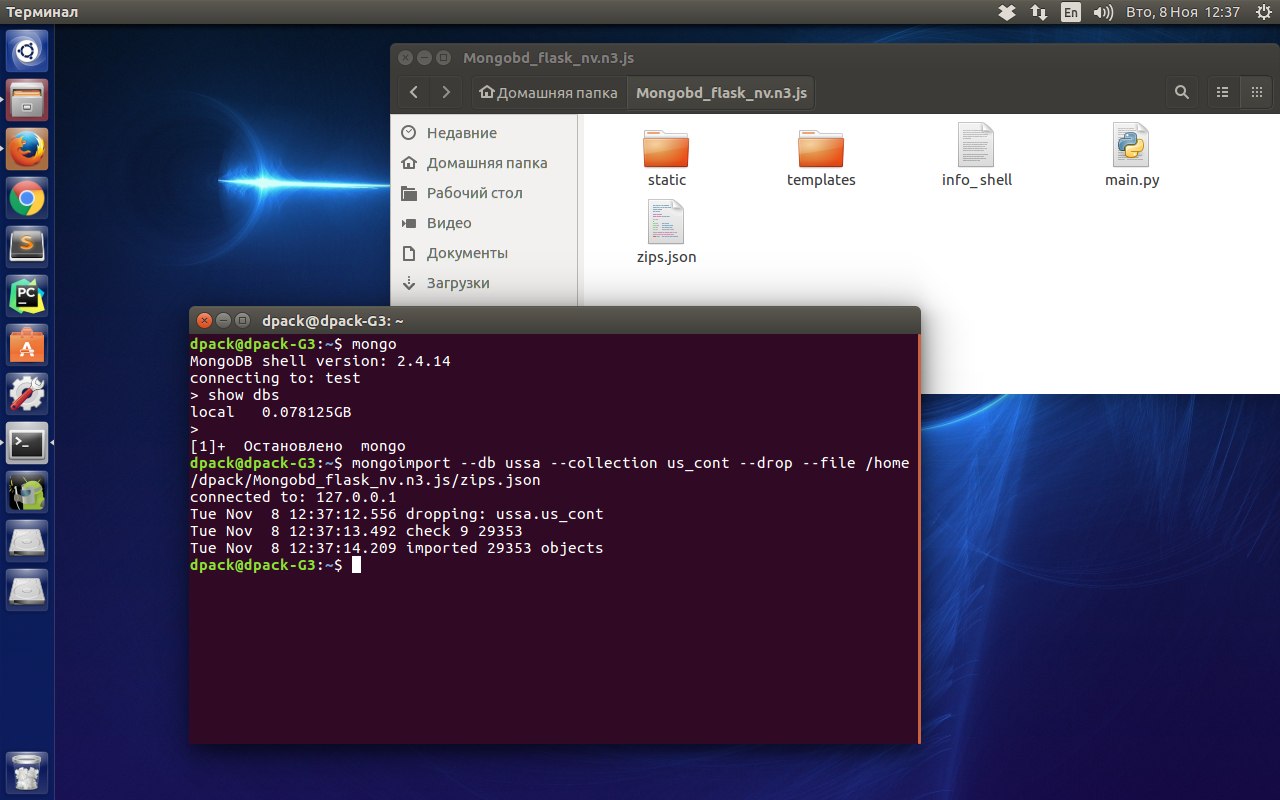 Терминал
En
Вто, 8 Ноя 12:37
Mongobd_flask_nv.n3.js
Домашняя папка
Mongobd_flask_nv.n3.js
Недавние
Домашняя папка
Рабочий стол
Видео
Документы
Загрузки
static
templates
info_shell
main.py
zips.json
dpack@dpack-G3: ~
dpack@dpack-G3:~$ mongo
MongoDB shell version: 2.4.14
connecting to: test
> show dbs
local   0.078125GB
>
[1]+  Остановлено  mongo
dpack@dpack-G3:~$ mongoimport --db ussa --collection us_cont --drop --file /home
/dpack/Mongobd_flask_nv.n3.js/zips.json
connected to: 127.0.0.1
Tue Nov  8 12:37:12.556 dropping: ussa.us_cont
Tue Nov  8 12:37:13.492 check 9 29353
Tue Nov  8 12:37:14.209 imported 29353 objects
dpack@dpack-G3:~$
PC